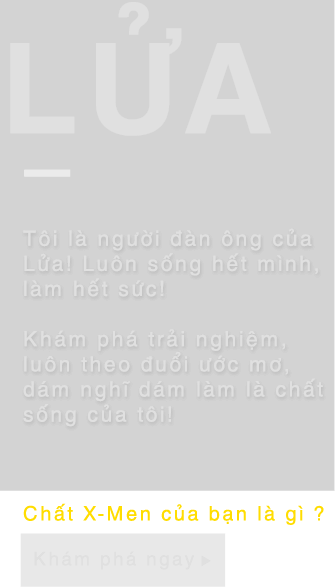 LỬA
Tôi là người đàn ông của
Lửa! Luôn sống hết mình,
làm hết sức!
Khám phá trải nghiệm,
luôn theo đuổi ước mơ,
dám nghĩ dám làm là chất
sống của tôi!
Chất X-Men của bạn là gì ?
Khám phá ngay ▸